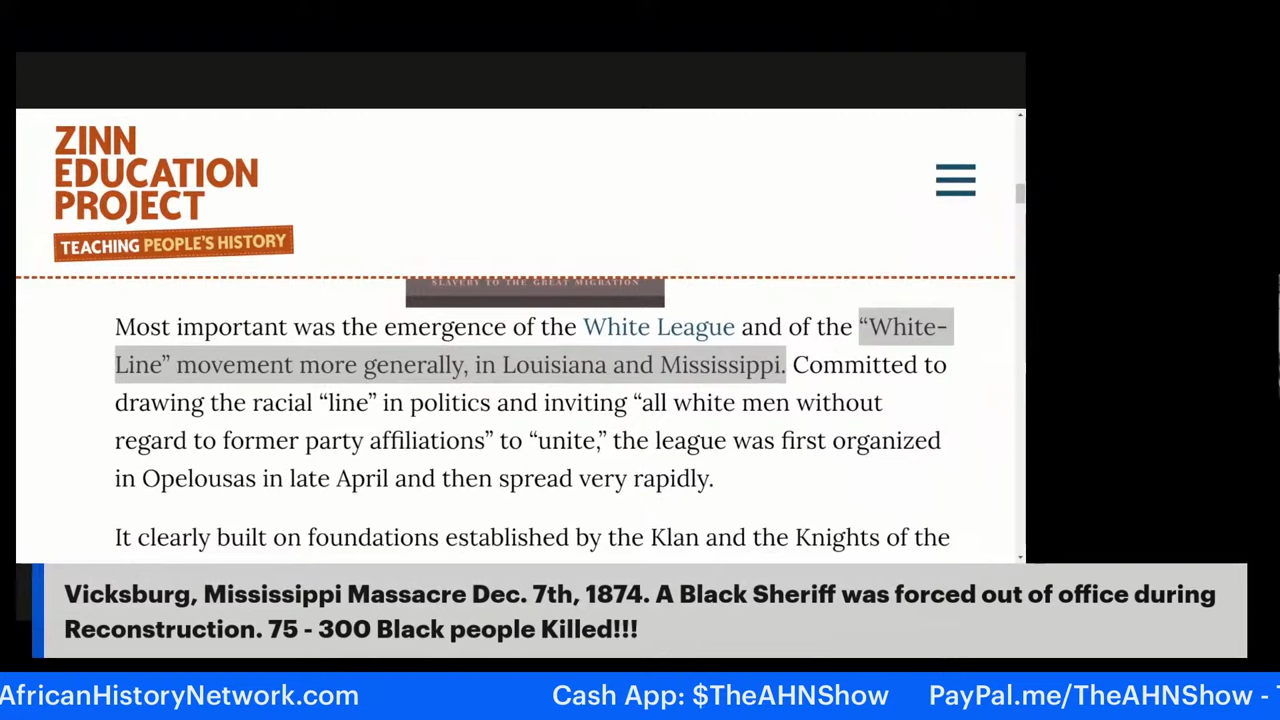 ZINN
EDUCATION
PROJECT
TEACHING PEOPLE'S HISTORY
SLAVERY TO THE GREAT MIGRATION
Most important was the emergence of the White League and of the “White-
Line” movement more generally, in Louisiana and Mississippi. Committed to
drawing the racial “line” in politics and inviting “all white men without
regard to former party affiliations” to “unite,” the league was first organized
in Opelousas in late April and then spread very rapidly.
It clearly built on foundations established by the Klan and the Knights of the
Vicksburg, Mississippi Massacre Dec. 7th, 1874. A Black Sheriff was forced out of office during
Reconstruction. 75 - 300 Black people Killed!!!
AfricanHistoryNetwork.com Cash App: $TheAHNShow PayPal.me/TheAHNShow -